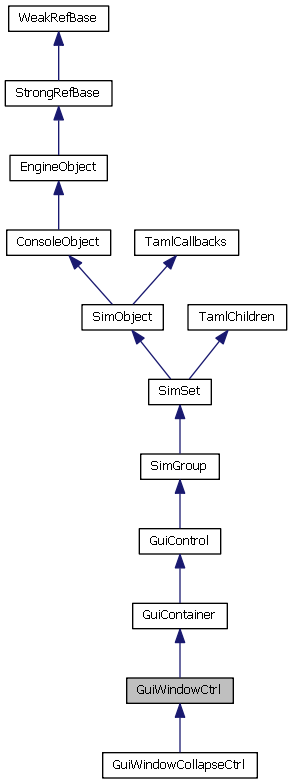 WeakRefBase
StrongRefBase
EngineObject
ConsoleObject
TamlCallbacks
SimObject
TamlChildren
SimSet
SimGroup
GuiControl
GuiContainer
GuiWindowCtrl
GuiWindowCollapseCtrl